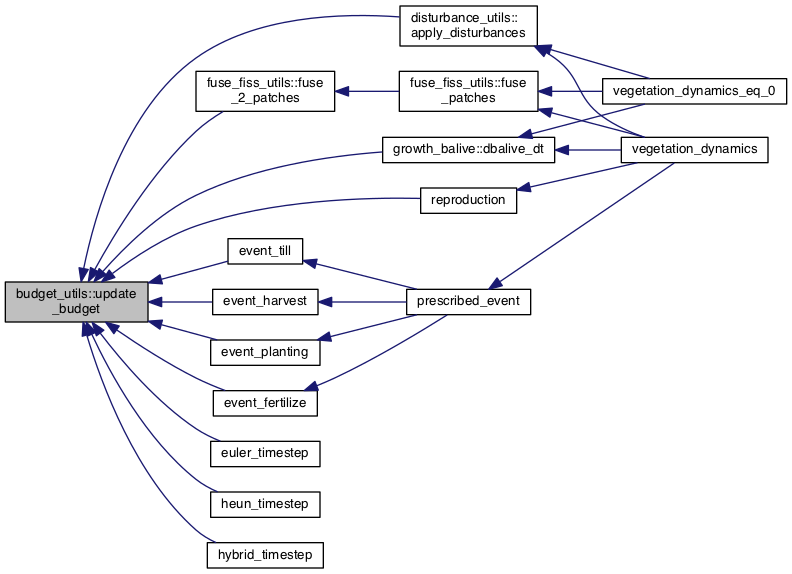 disturbance_utils::
apply_disturbances
fuse_fiss_utils::fuse
_2_patches
fuse_fiss_utils::fuse
_patches
vegetation_dynamics_eq_0
growth_balive::dbalive_dt
vegetation_dynamics
reproduction
event_till
budget_utils::update
_budget
event_harvest
prescribed_event
event_planting
event_fertilize
euler_timestep
heun_timestep
hybrid_timestep